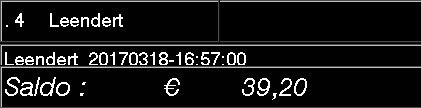 . 4 Leendert
Leendert 20170318-16:57:00
Saldo : € 39,20